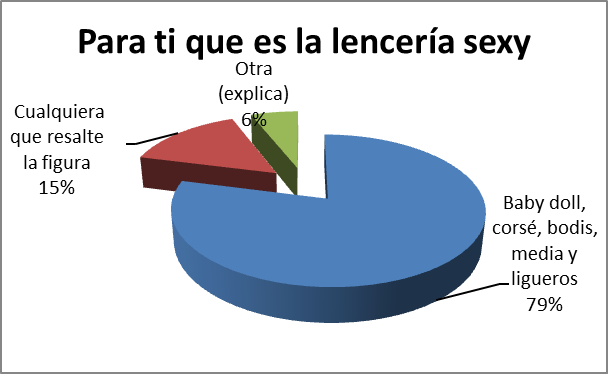 Para ti que es la lencería sexy
Otra
(explica)
6%
Cualquiera
que resalte
la figura
15%
Baby doll,
corsé, bodis,
media y
ligueros
79%